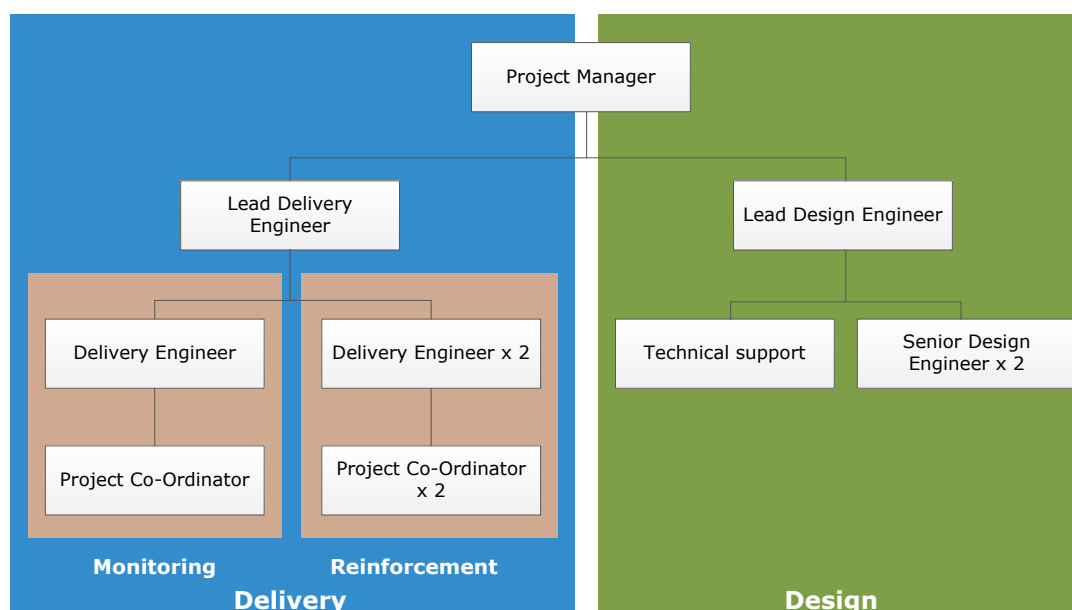 Project Manager
Lead Delivery
Engineer
Lead Design Engineer
Delivery Engineer
Delivery Engineer x 2
Technical support
Senior Design
Engineer x 2
Project Co-Ordinator
Project Co-Ordinator
x 2
Monitoring
Reinforcement
Delivery
Design